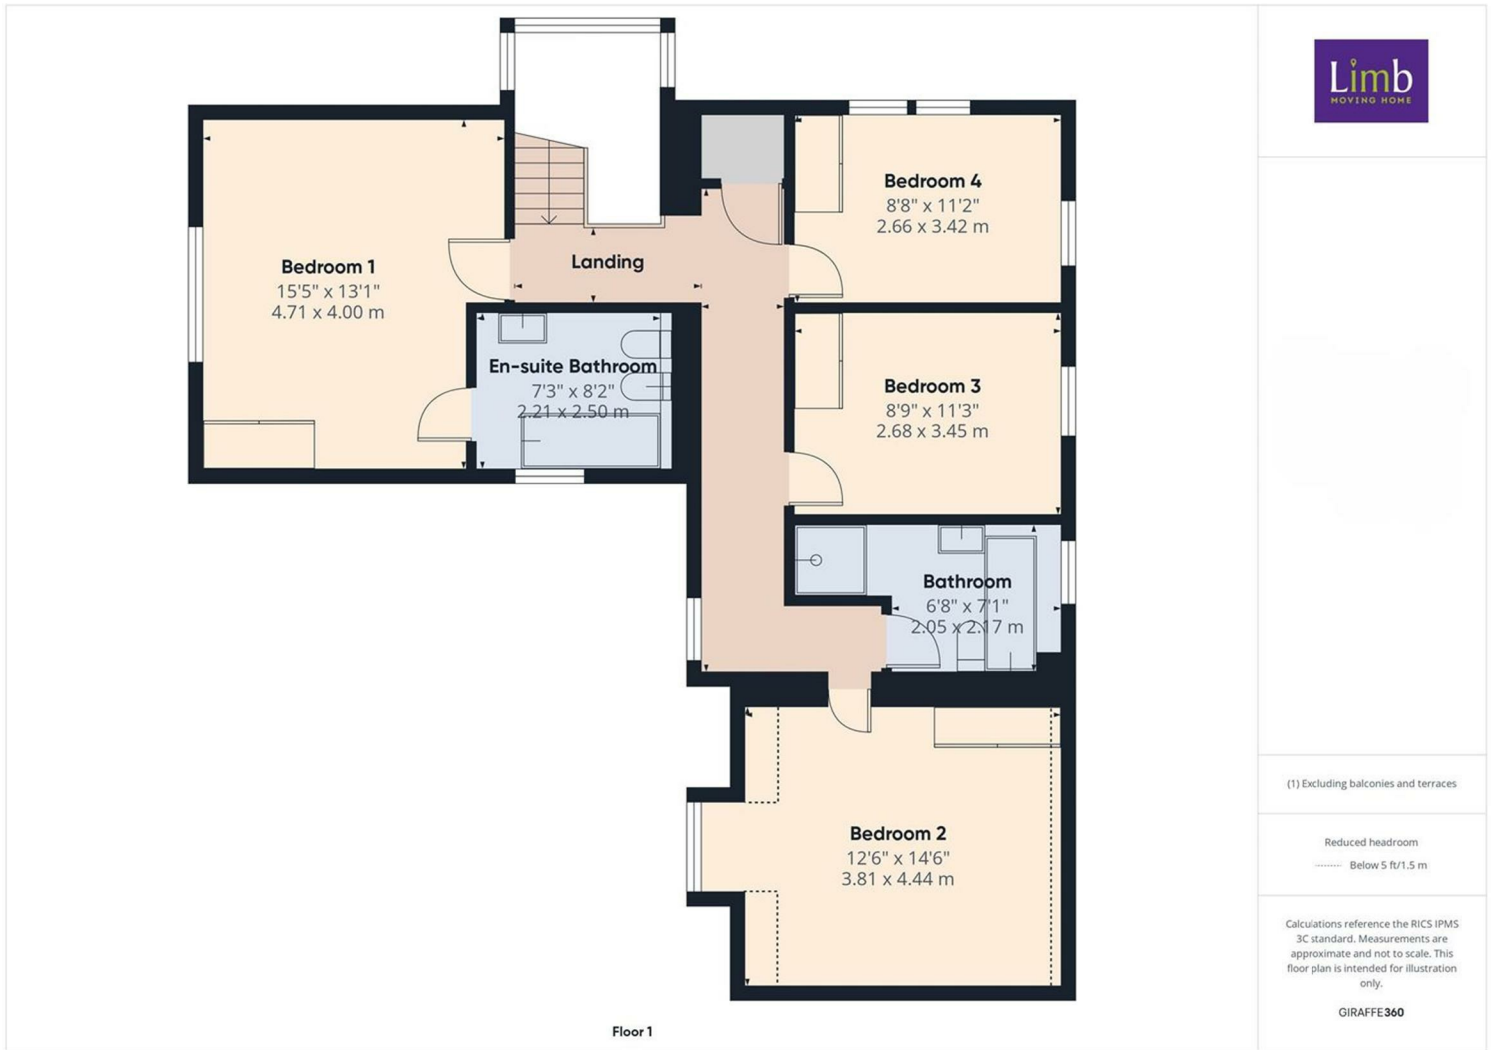 Limb
MOVING HOME
Bedroom 4
8'8" x 11'2"
2.66 x 3.42 m
Bedroom 1
15'5" x 13'1"
4.71 x 4.00 m
Landing
En-suite Bathroom
7'3" x 8'2"
2.21 x 2.50 m
Bedroom 3
8'9" x 11'3"
2.68 x 3.45 m
Bathroom
6'8" x 7'1"
2.05 x 2.17 m
Bedroom 2
12'6" x 14'6"
3.81 x 4.44 m
Floor 1
(1) Excluding balconies and terraces
Reduced headroom
Below 5 ft/1.5 m
Calculations reference the RICS IPMS
3C standard. Measurements are
approximate and not to scale. This
floor plan is intended for illustration
only.
GIRAFFE360